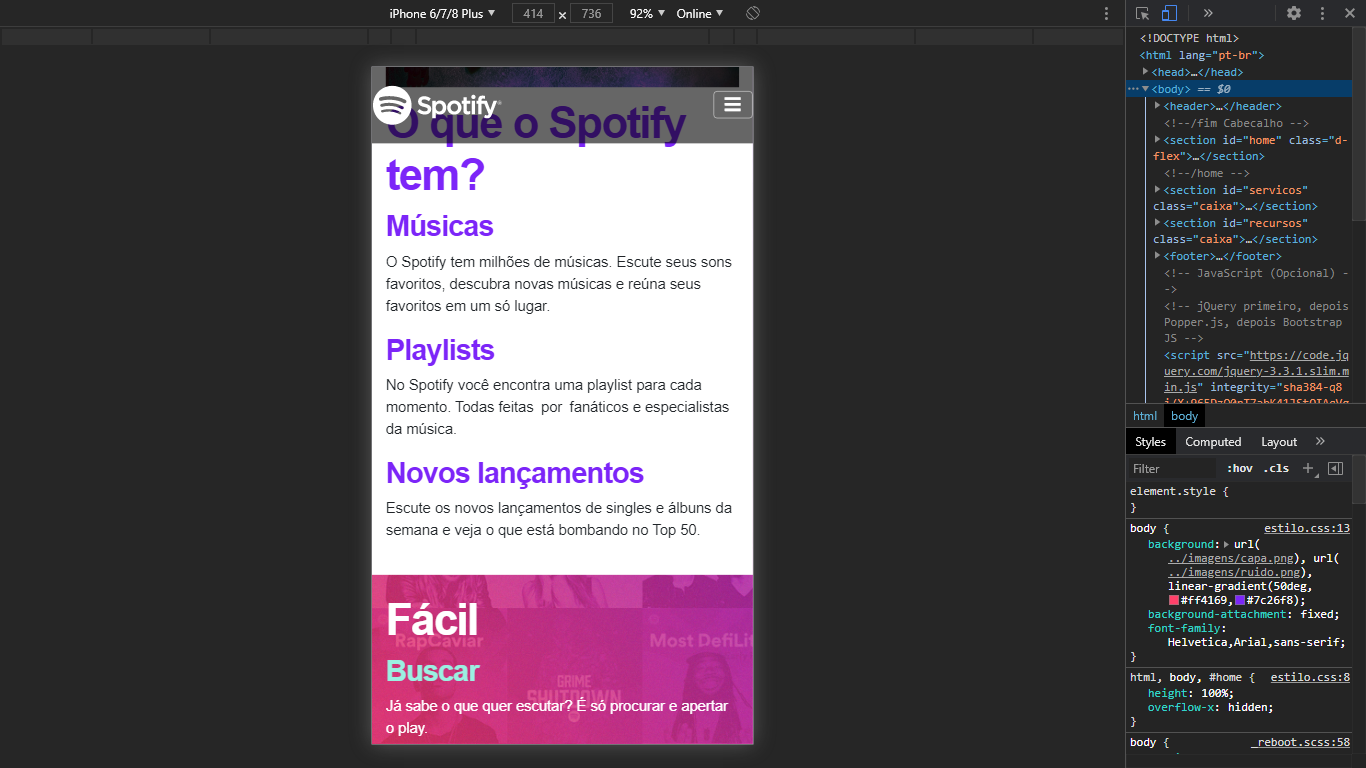 iPhone 6/7/8 Plus ▼ 414 x 736 92% ▼ Online ▼
Spotify®
O que o Spotify
tem?
Músicas
O Spotify tem milhões de músicas. Escute seus sons
favoritos, descubra novas músicas e reúna seus
favoritos em um só lugar.
Playlists
No Spotify você encontra uma playlist para cada
momento. Todas feitas por fanáticos e especialistas
da música.
Novos lançamentos
Escute os novos lançamentos de singles e álbuns da
semana e veja o que está bombando no Top 50.
Fácil
RapCaviar Most DefiLit
Buscar
GRIME
SHUTDOWN
Já sabe o que quer escutar? É só procurar e apertar
o play.
<!DOCTYPE html>
<html lang="pt-br">
<head>…</head>
<body> == $0
<header>…</header>
<!--/fim Cabecalho -->
<section id="home" class="d-
flex">…</section>
<!--/home -->
<section id="servicos"
class="caixa">…</section>
<section id="recursos"
class="caixa">…</section>
<footer>…</footer>
<!-- JavaScript (Opcional) -
->
<!-- jQuery primeiro, depois
Popper.js, depois Bootstrap
JS -->
<script src="https://code.jq
uery.com/jquery-3.3.1.slim.m
in.js" integrity="sha384-q8
html body
Styles Computed Layout »
Filter :hov .cls +
element.style {
}
body { estilo.css:13
background: url(
../imagens/capa.png), url(
../imagens/ruido.png),
linear-gradient(50deg,
#ff4169, #7c26f8);
background-attachment: fixed;
font-family:
Helvetica,Arial,sans-serif;
}
html, body, #home { estilo.css:8
height: 100%;
overflow-x: hidden;
}
body { _reboot.scss:58